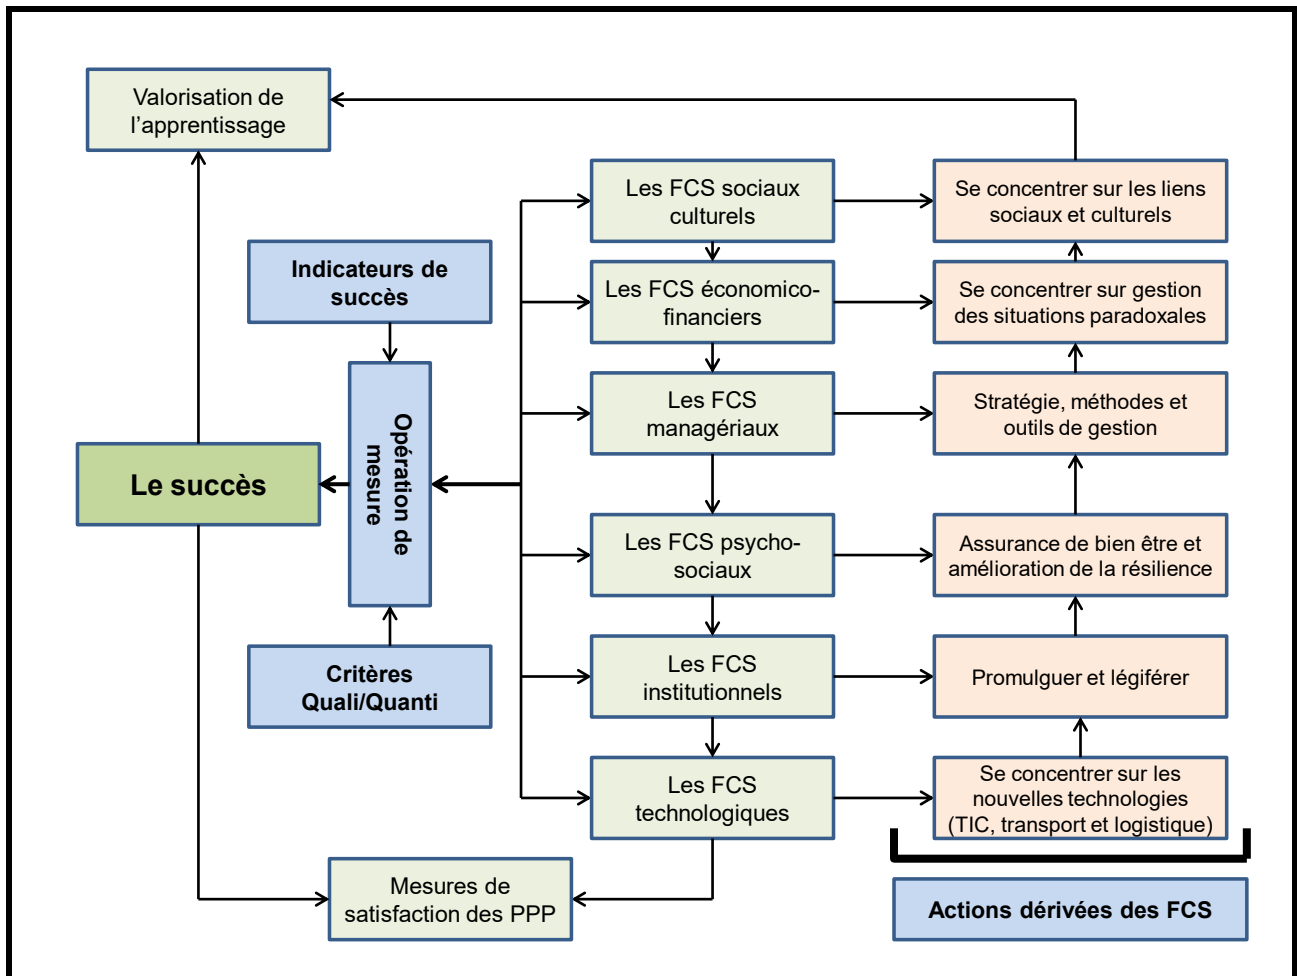 Valorisation de
l’apprentissage
Les FCS sociaux
culturels
Se concentrer sur les liens
sociaux et culturels
Indicateurs de
succès
Les FCS économico-
financiers
Se concentrer sur gestion
des situations paradoxales
Opération de
mesure
Les FCS
managériaux
Stratégie, méthodes et
outils de gestion
Le succès
Les FCS psycho-
sociaux
Assurance de bien être et
amélioration de la résilience
Critères
Quali/Quanti
Les FCS
institutionnels
Promulguer et légiférer
Les FCS
technologiques
Se concentrer sur les
nouvelles technologies
(TIC, transport et logistique)
Mesures de
satisfaction des PPP
Actions dérivées des FCS